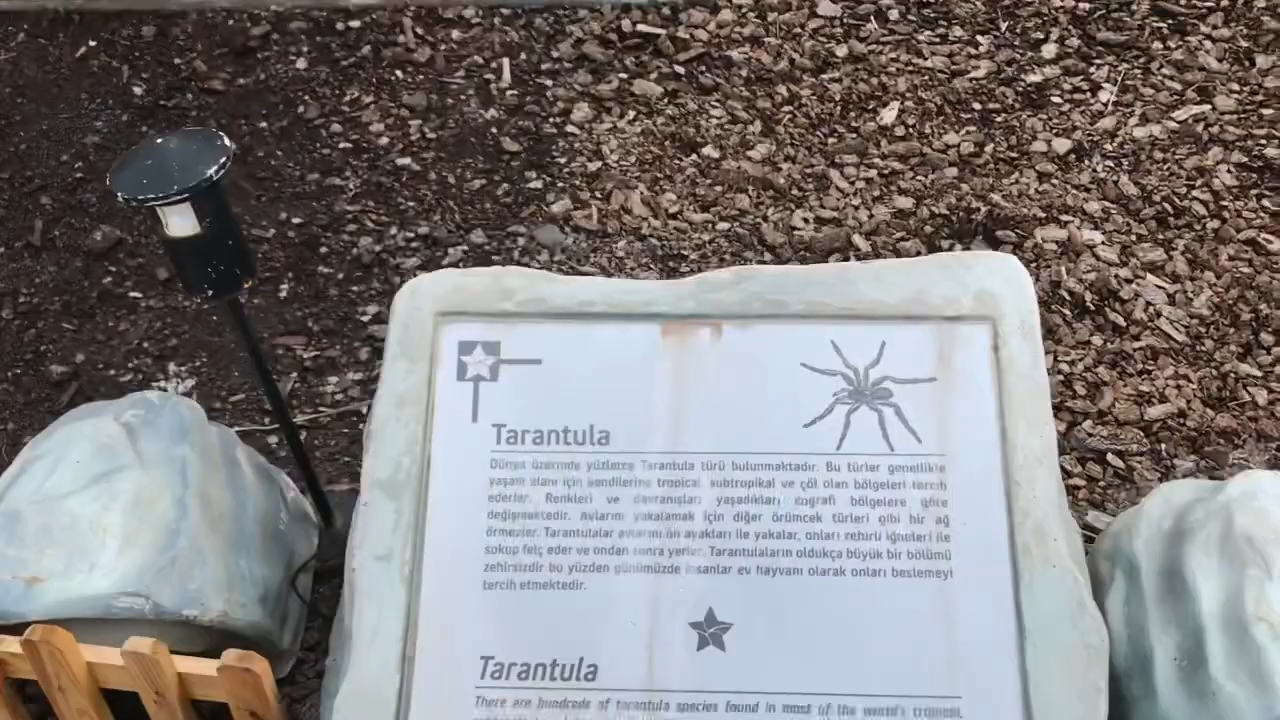 Tarantula
Dünya üzerinde yüzlerce Tarantula türü bulunmaktadır. Bu türler genellikle
yaşam alanı için kendilerine tropical, subtropikal ve çöl olan bölgeleri tercih
ederler. Renkleri ve davranışları yaşadıkları coğrafi bölgelere göre
değişmektedir. Avlarını yakalamak için diğer örümcek türleri gibi bir ağ
örmezler. Tarantulalar avlarını ön ayakları ile yakalar, onları zehirli iğneleri ile
sokup felç eder ve ondan sonra yerler. Tarantulaların oldukça büyük bir bölümü
zehirsizdir bu yüzden günümüzde insanlar ev hayvanı olarak onları beslemeyi
tercih etmektedir.
Tarantula
There are hundreds of tarantula species found in most of the world's tropical,